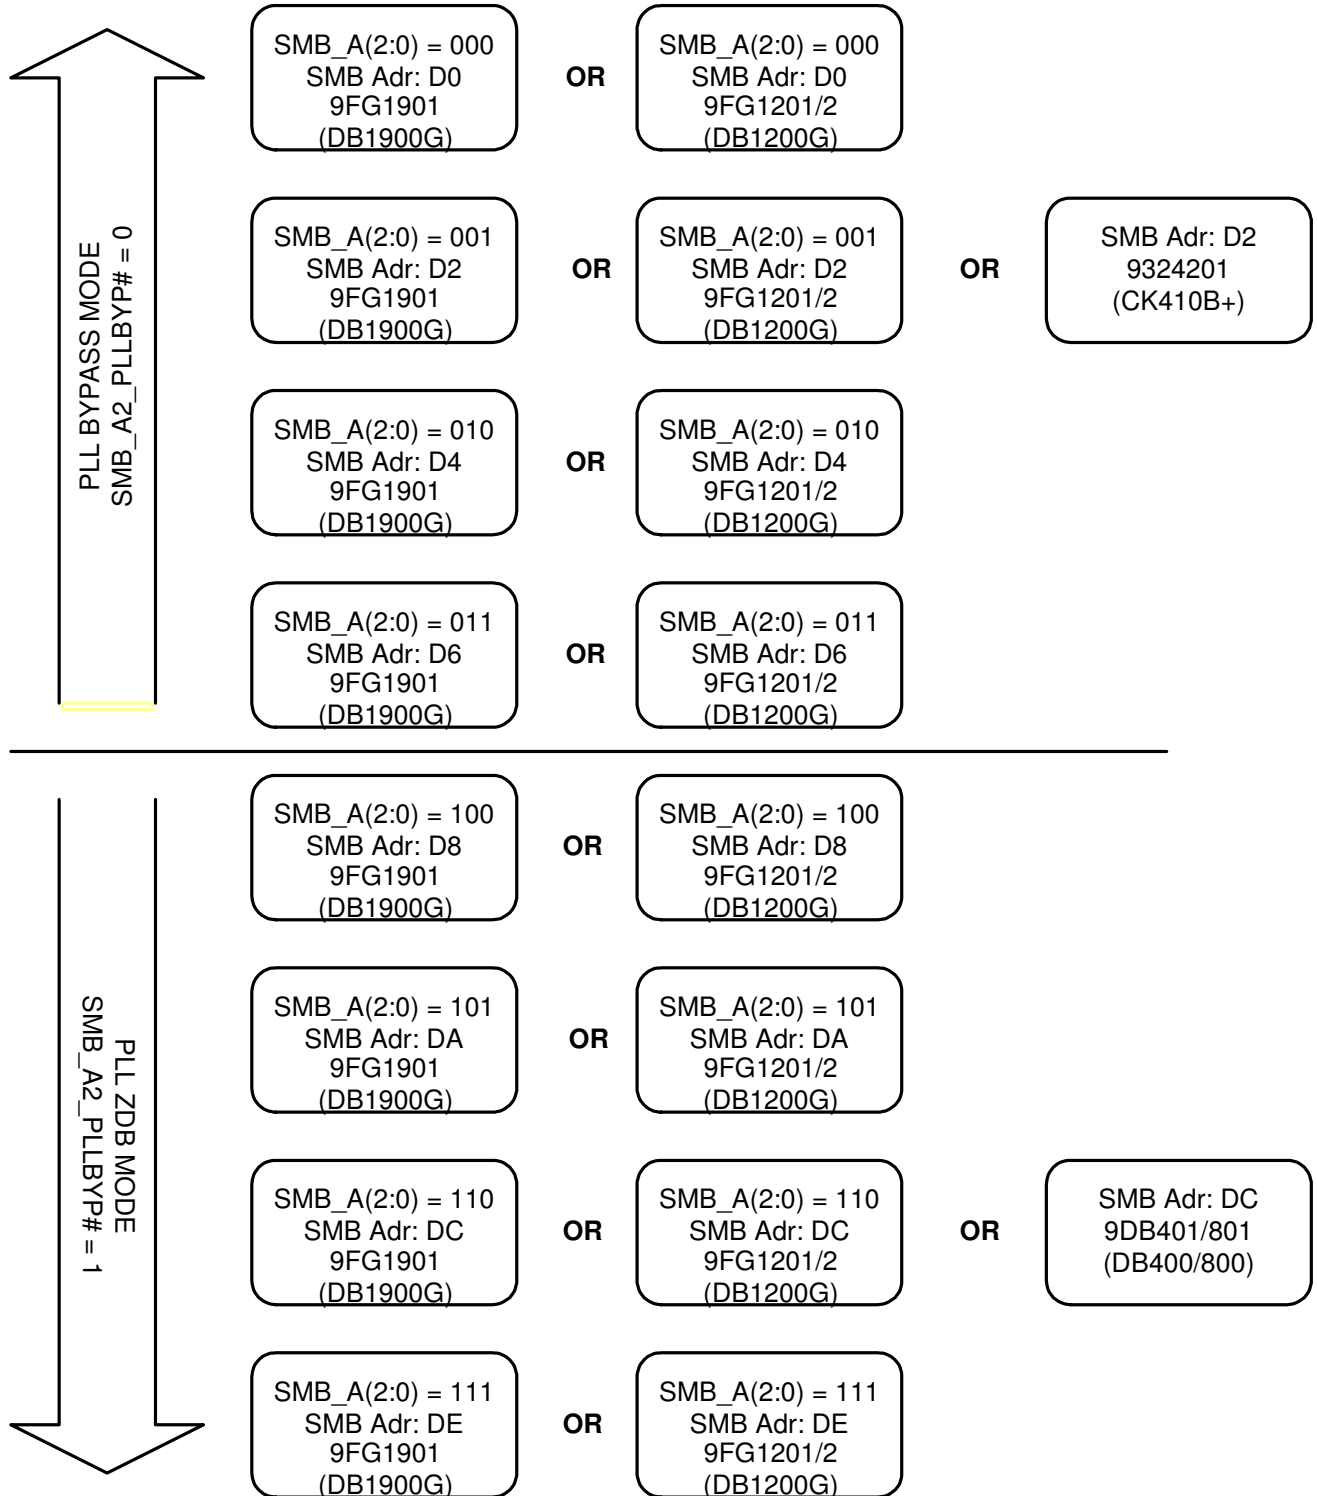 PLL BYPASS MODE
SMB_A2_PLLBYP# = 0
SMB_A(2:0) = 000
SMB Adr: D0
9FG1901
(DB1900G)
OR
SMB_A(2:0) = 000
SMB Adr: D0
9FG1201/2
(DB1200G)
SMB_A(2:0) = 001
SMB Adr: D2
9FG1901
(DB1900G)
OR
SMB_A(2:0) = 001
SMB Adr: D2
9FG1201/2
(DB1200G)
OR
SMB Adr: D2
9324201
(CK410B+)
SMB_A(2:0) = 010
SMB Adr: D4
9FG1901
(DB1900G)
OR
SMB_A(2:0) = 010
SMB Adr: D4
9FG1201/2
(DB1200G)
SMB_A(2:0) = 011
SMB Adr: D6
9FG1901
(DB1900G)
OR
SMB_A(2:0) = 011
SMB Adr: D6
9FG1201/2
(DB1200G)
PLL ZDB MODE
SMB_A2_PLLBYP# = 1
SMB_A(2:0) = 100
SMB Adr: D8
9FG1901
(DB1900G)
OR
SMB_A(2:0) = 100
SMB Adr: D8
9FG1201/2
(DB1200G)
SMB_A(2:0) = 101
SMB Adr: DA
9FG1901
(DB1900G)
OR
SMB_A(2:0) = 101
SMB Adr: DA
9FG1201/2
(DB1200G)
SMB_A(2:0) = 110
SMB Adr: DC
9FG1901
(DB1900G)
OR
SMB_A(2:0) = 110
SMB Adr: DC
9FG1201/2
(DB1200G)
OR
SMB Adr: DC
9DB401/801
(DB400/800)
SMB_A(2:0) = 111
SMB Adr: DE
9FG1901
(DB1900G)
OR
SMB_A(2:0) = 111
SMB Adr: DE
9FG1201/2
(DB1200G)